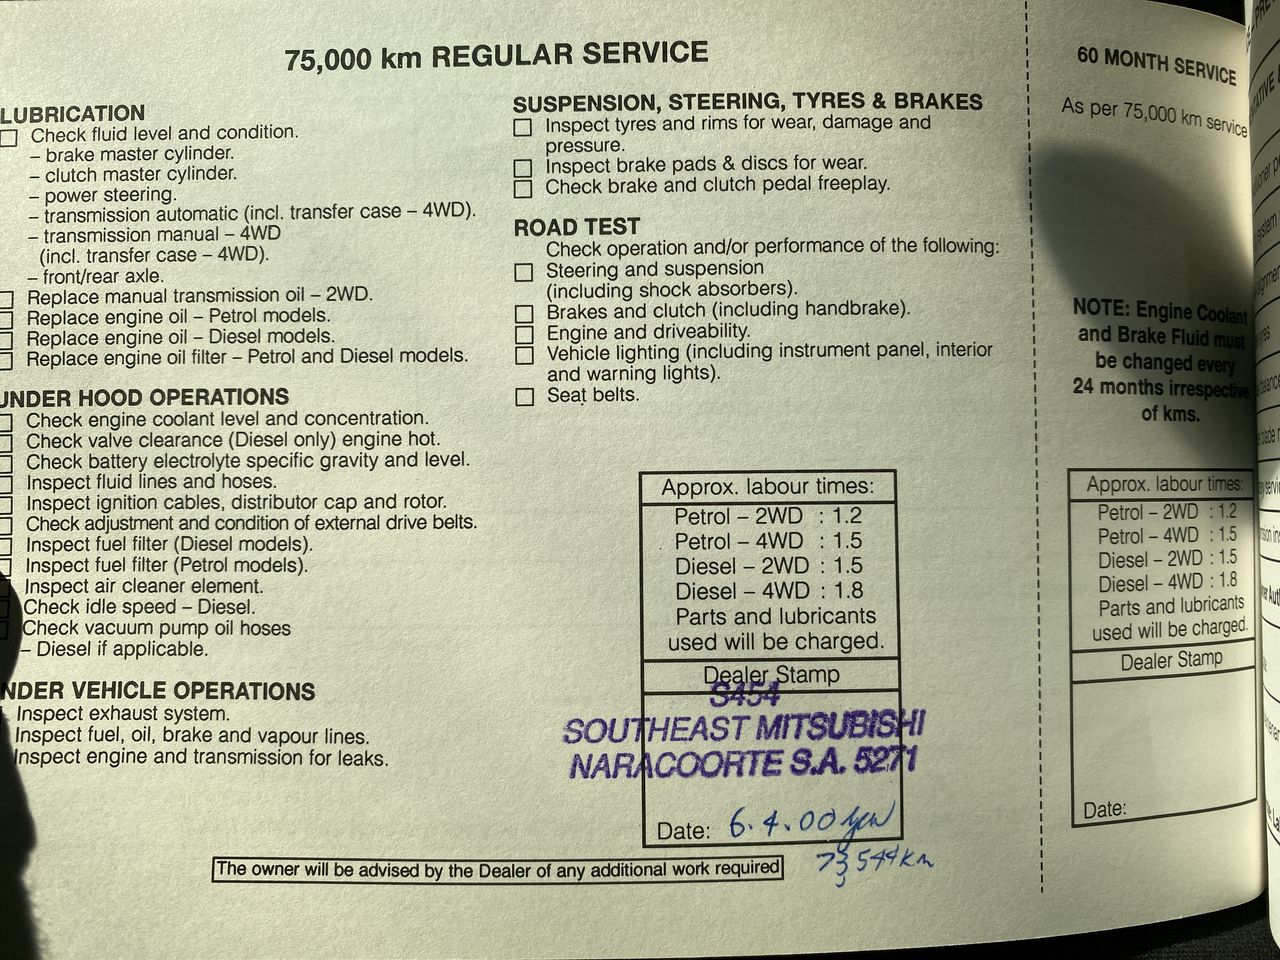 75,000 km REGULAR SERVICE
LUBRICATION
Check fluid level and condition.
– brake master cylinder.
– clutch master cylinder.
– power steering.
– transmission automatic (incl. transfer case – 4WD).
– transmission manual – 4WD
(incl. transfer case – 4WD).
– front/rear axle.
Replace manual transmission oil – 2WD.
Replace engine oil – Petrol models.
Replace engine oil – Diesel models.
Replace engine oil filter – Petrol and Diesel models.
UNDER HOOD OPERATIONS
Check engine coolant level and concentration.
Check valve clearance (Diesel only) engine hot.
Check battery electrolyte specific gravity and level.
Inspect fluid lines and hoses.
Inspect ignition cables, distributor cap and rotor.
Check adjustment and condition of external drive belts.
Inspect fuel filter (Diesel models).
Inspect fuel filter (Petrol models).
Inspect air cleaner element.
Check idle speed – Diesel.
Check vacuum pump oil hoses
– Diesel if applicable.
NDER VEHICLE OPERATIONS
Inspect exhaust system.
Inspect fuel, oil, brake and vapour lines.
Inspect engine and transmission for leaks.
SUSPENSION, STEERING, TYRES & BRAKES
Inspect tyres and rims for wear, damage and
pressure.
Inspect brake pads & discs for wear.
Check brake and clutch pedal freeplay.
ROAD TEST
Check operation and/or performance of the following:
Steering and suspension
(including shock absorbers).
Brakes and clutch (including handbrake).
Engine and driveability.
Vehicle lighting (including instrument panel, interior
and warning lights).
Seat belts.
Approx. labour times:
Petrol – 2WD : 1.2
Petrol – 4WD : 1.5
Diesel – 2WD : 1.5
Diesel – 4WD : 1.8
Parts and lubricants
used will be charged.
Dealer Stamp
S454
SOUTHEAST MITSUBISHI
NARACOORTE S.A. 5271
Date: 6.4.00
73544km
The owner will be advised by the Dealer of any additional work required
60 MONTH SERVICE
As per 75,000 km service
NOTE: Engine Coolant
and Brake Fluid must
be changed every
24 months irrespective
of kms.
Approx. labour times:
Petrol – 2WD : 1.2
Petrol – 4WD : 1.5
Diesel – 2WD : 1.5
Diesel – 4WD : 1.8
Parts and lubricants
used will be charged.
Dealer Stamp
Date: